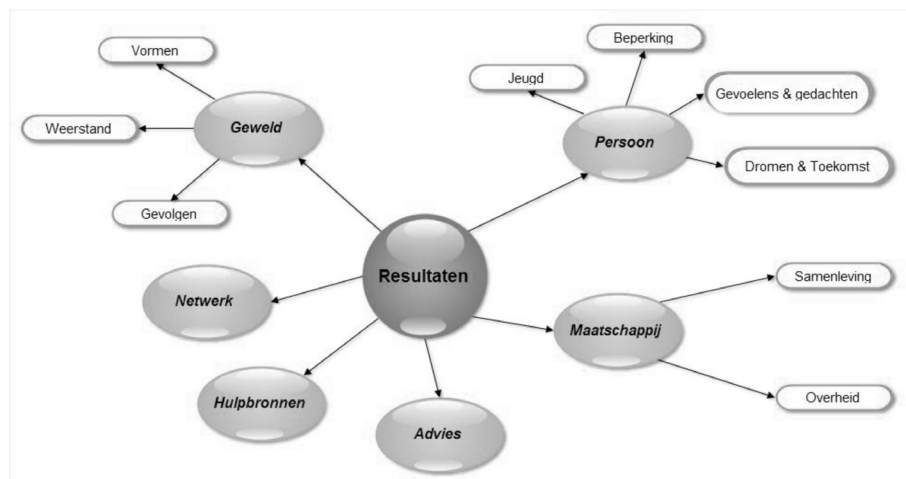 Vormen
Weerstand
Gevolgen
Geweld
Beperking
Jeugd
Gevoelens & gedachten
Dromen & Toekomst
Persoon
Resultaten
Netwerk
Hulpbronnen
Advies
Maatschappij
Samenleving
Overheid